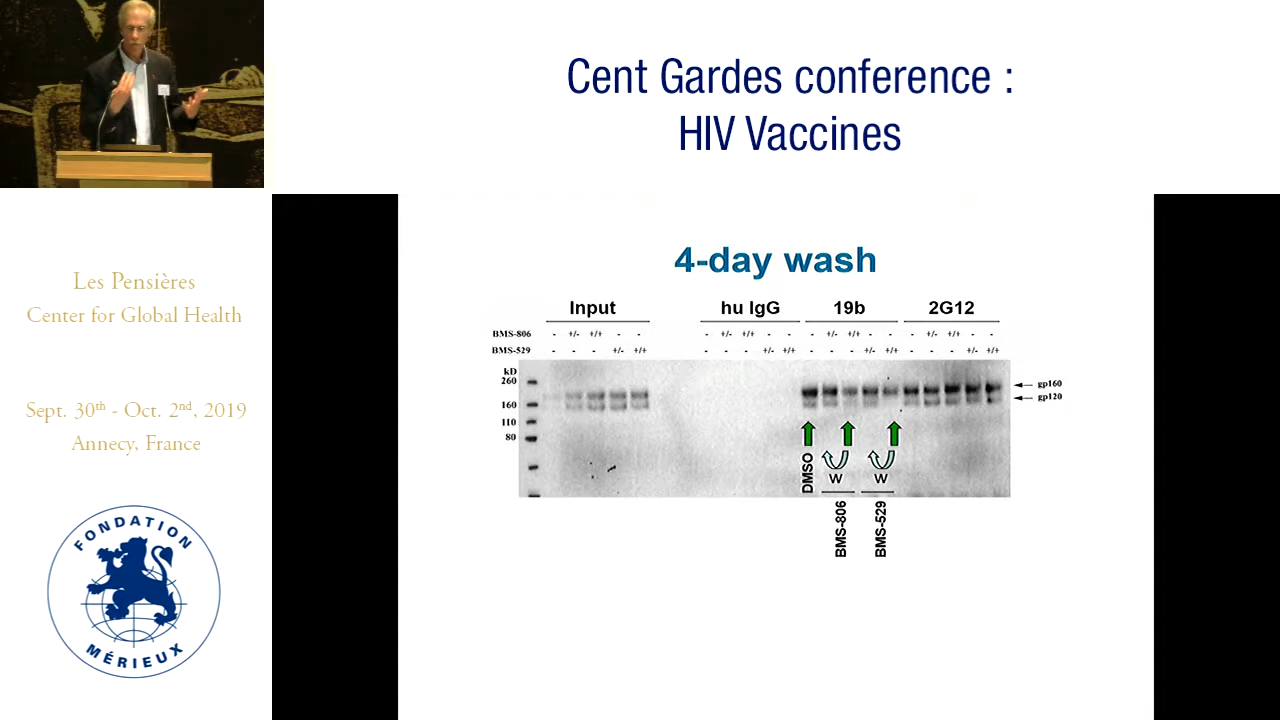 Cent Gardes conference :
HIV Vaccines
Les Pensières
Center for Global Health
Sept. 30th - Oct. 2nd, 2019
Annecy, France
FONDATION
MÉRIEUX
4-day wash
Input hu IgG 19b 2G12
BMS-806 - +/- +/+ - - - +/- +/+ - - - +/- +/+ - - - +/- +/+ - -
BMS-529 - - - +/- +/+ - - - +/- +/+ - - - +/- +/+ - - - +/- +/+
kD
260
160
110
80
gp160
gp120
DMSO
W W
BMS-806
BMS-529